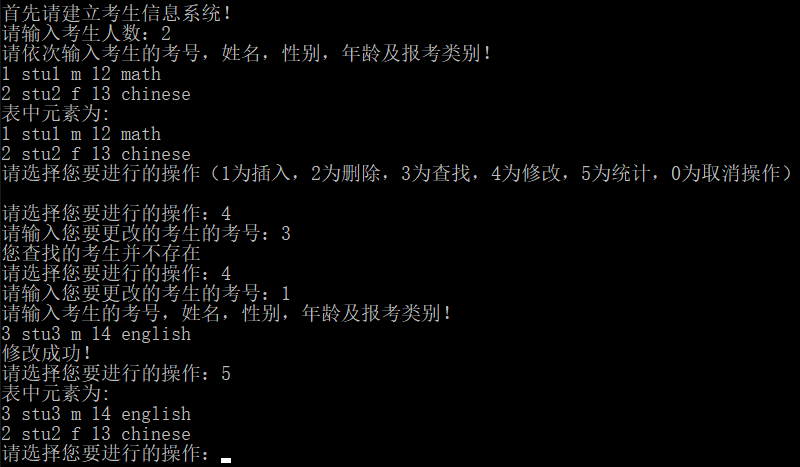 首先请建立考生信息系统！
请输入考生人数：2
请依次输入考生的考号，姓名，性别，年龄及报考类别！
1 stu1 m 12 math
2 stu2 f 13 chinese
表中元素为:
1 stu1 m 12 math
2 stu2 f 13 chinese
请选择您要进行的操作（1为插入，2为删除，3为查找，4为修改，5为统计，0为取消操作）
请选择您要进行的操作：4
请输入您要更改的考生的考号：3
您查找的考生并不存在
请选择您要进行的操作：4
请输入您要更改的考生的考号：1
请输入考生的考号，姓名，性别，年龄及报考类别！
3 stu3 m 14 english
修改成功！
请选择您要进行的操作：5
表中元素为:
3 stu3 m 14 english
2 stu2 f 13 chinese
请选择您要进行的操作：